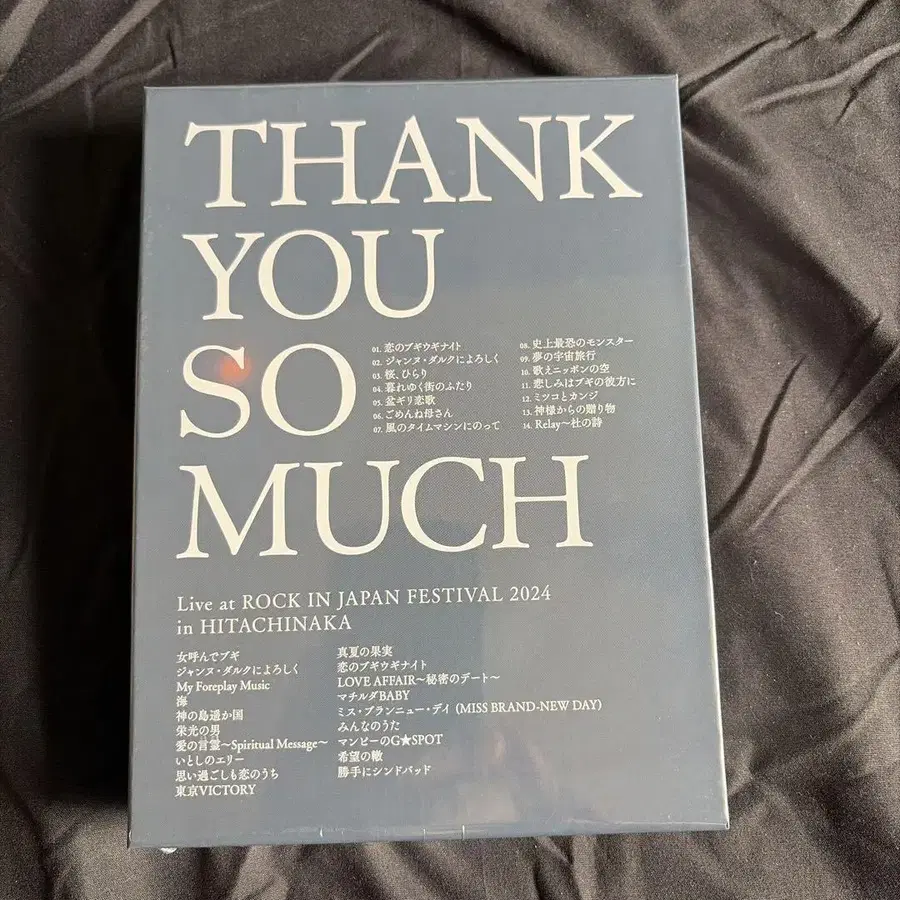 THANK
YOU
SO
MUCH
01. 恋のブギウギナイト
02. ジャンヌ・ダルクによろしく
03. 桜、ひらり
04. 暮れゆく街のふたり
05. 盆ギリ恋歌
06. ごめんね母さん
07. 風のタイムマシンにのって
08. 史上最恐のモンスター
09. 夢の宇宙旅行
10. 歌えニッポンの空
11. 悲しみはブギの彼方に
12. ミツコとカンジ
13. 神様からの贈り物
14. Relay〜杜の詩
Live at ROCK IN JAPAN FESTIVAL 2024
in HITACHINAKA
女呼んでブギ
ジャンヌ・ダルクによろしく
My Foreplay Music
海
神の島遥か国
栄光の男
愛の言霊〜Spiritual Message〜
いとしのエリー
思い過ごしも恋のうち
東京VICTORY
真夏の果実
恋のブギウギナイト
LOVE AFFAIR〜秘密のデート〜
マチルダBABY
ミス・ブランニュー・デイ (MISS BRAND-NEW DAY)
みんなのうた
マンピーのG★SPOT
希望の轍
勝手にシンドバッド